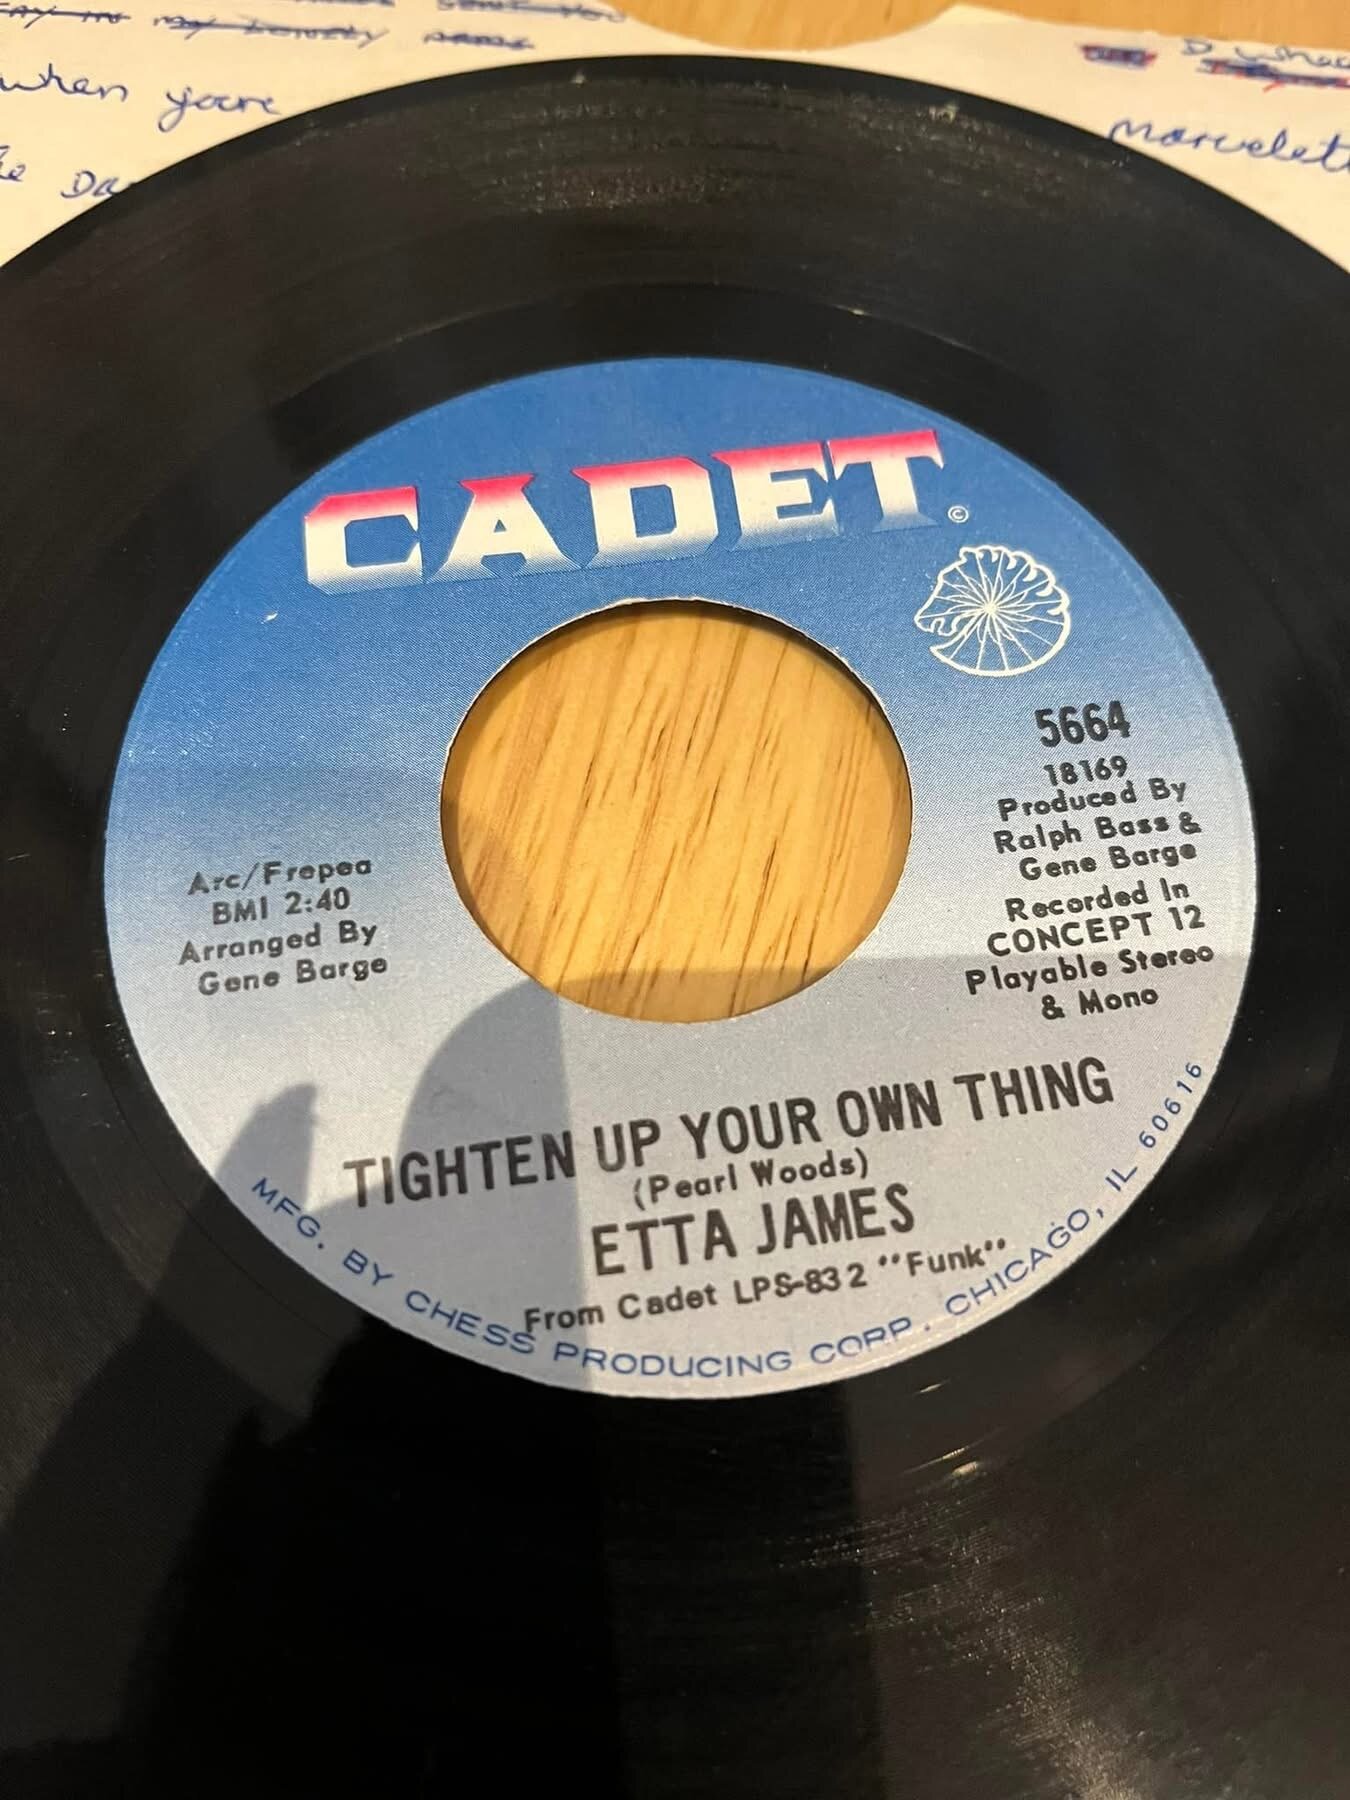 when you're
CADET ©
5664
18169
Produced By
Ralph Bass &
Gene Barge
Recorded In
CONCEPT 12
Playable Stereo
& Mono
Arc/Frepea
BMI 2:40
Arranged By
Gene Barge
TIGHTEN UP YOUR OWN THING
(Pearl Woods)
ETTA JAMES
From Cadet LPS-832 "Funk"
MFG. BY CHESS PRODUCING CORP. CHICAGO, IL 60616